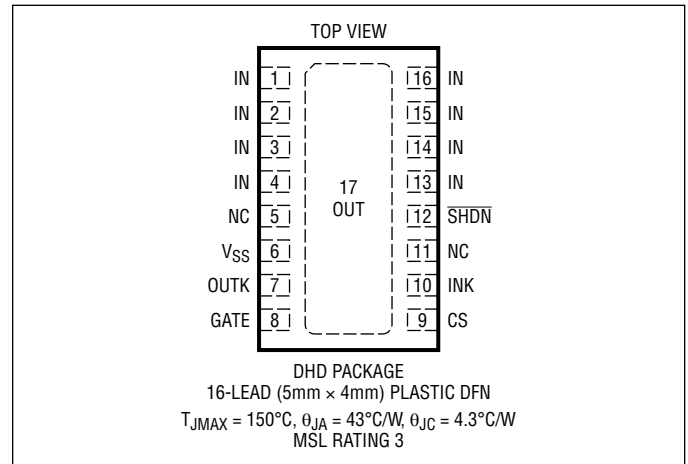 TOP VIEW
IN 1 16 IN
IN 2 15 IN
IN 3 14 IN
IN 4 13 IN
17
OUT
NC 5 12 SHDN
VSS 6 11 NC
OUTK 7 10 INK
GATE 8 9 CS
DHD PACKAGE
16-LEAD (5mm × 4mm) PLASTIC DFN
TJMAX = 150°C, θJA = 43°C/W, θJC = 4.3°C/W
MSL RATING 3